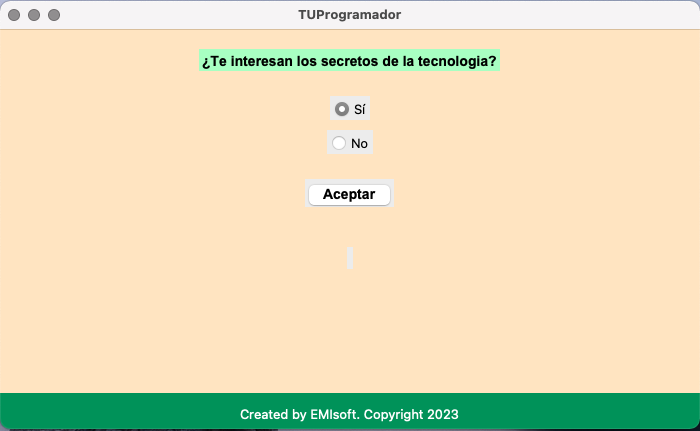 TUProgramador
¿Te interesan los secretos de la tecnologia?
Sí
No
Aceptar
Created by EMIsoft. Copyright 2023